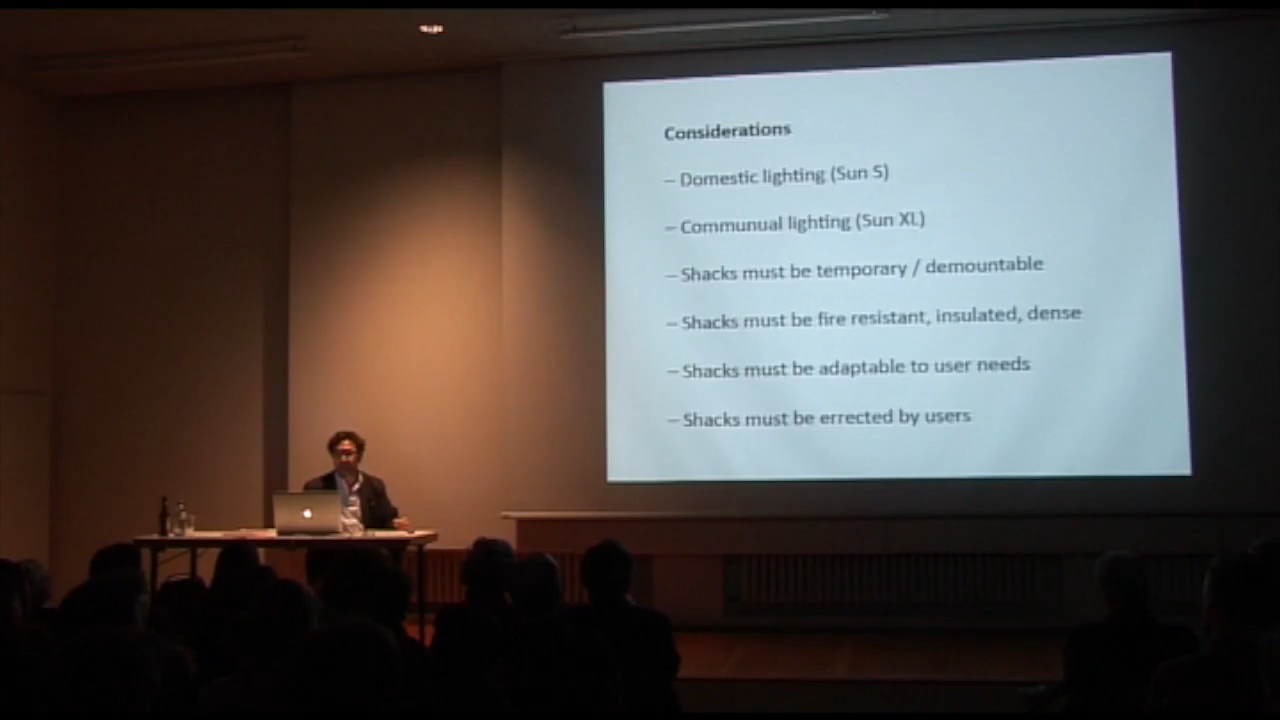 Considerations
– Domestic lighting (Sun S)
– Communual lighting (Sun XL)
– Shacks must be temporary / demountable
– Shacks must be fire resistant, insulated, dense
– Shacks must be adaptable to user needs
– Shacks must be errected by users